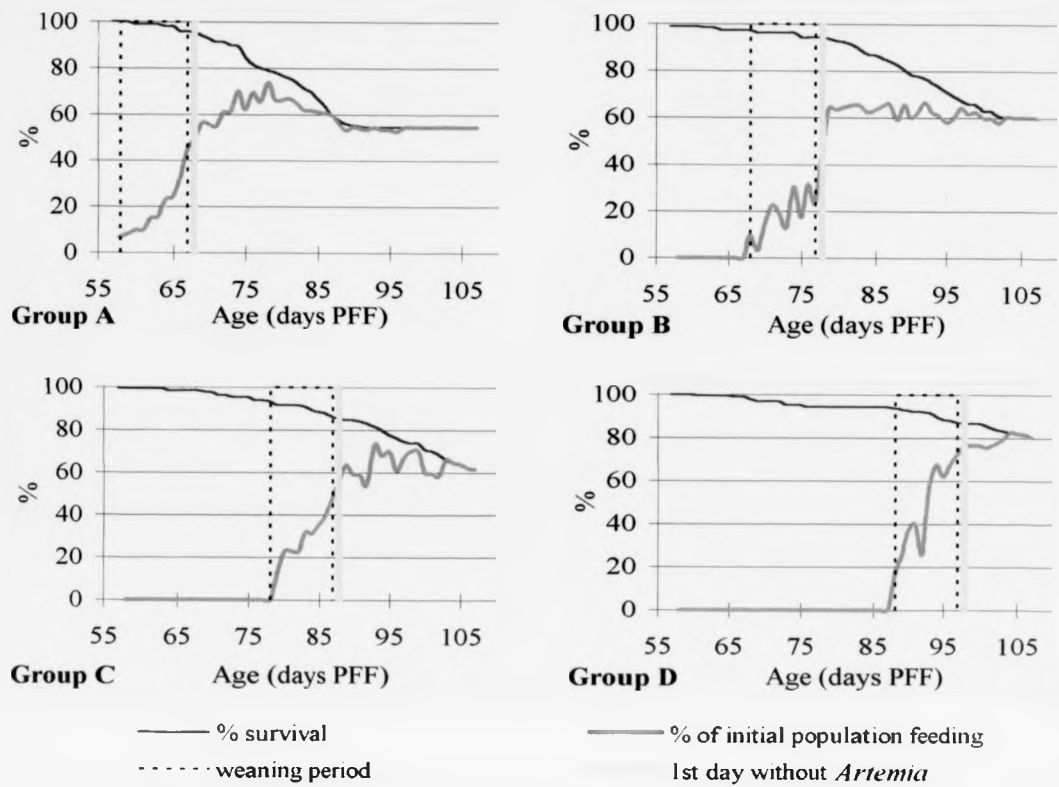 100
80
60
40
20
0
%
55 65 75 85 95 105
Group A Age (days PFF)
100
80
60
40
20
0
%
55 65 75 85 95 105
Group B Age (days PFF)
100
80
60
40
20
0
%
55 65 75 85 95 105
Group C Age (days PFF)
100
80
60
40
20
0
%
55 65 75 85 95 105
Group D Age (days PFF)
% survival
% of initial population feeding
weaning period
1st day without Artemia